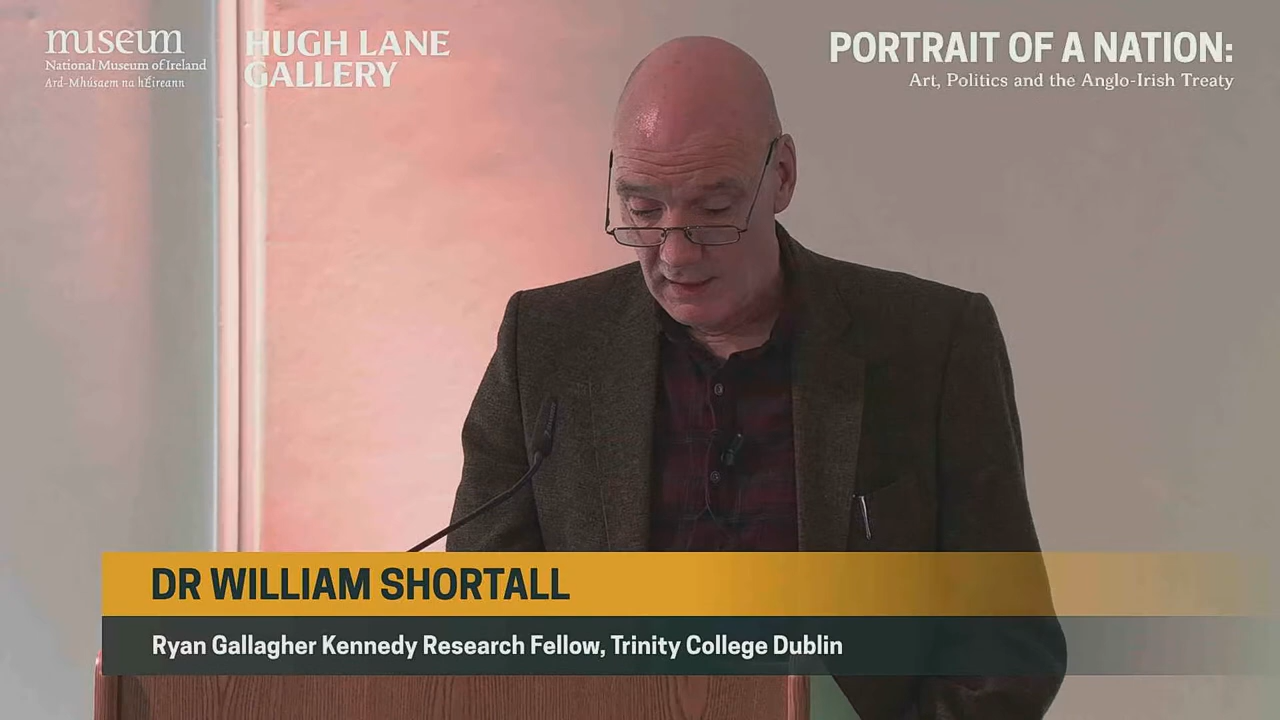 museum
National Museum of Ireland
Ard-Mhúsaem na hÉireann
HUGH LANE
GALLERY
PORTRAIT OF A NATION:
Art, Politics and the Anglo-Irish Treaty
DR WILLIAM SHORTALL
Ryan Gallagher Kennedy Research Fellow, Trinity College Dublin